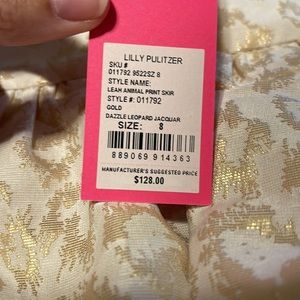 LILLY PULITZER
SKU #
011792 9522SZ 8
STYLE NAME:
LEAH ANIMAL PRINT SKIR
STYLE #: 011792
GOLD
DAZZLE LEOPARD JACQUAR
SIZE: 8
889069 914363
MANUFACTURER'S SUGGESTED PRICE
$128.00